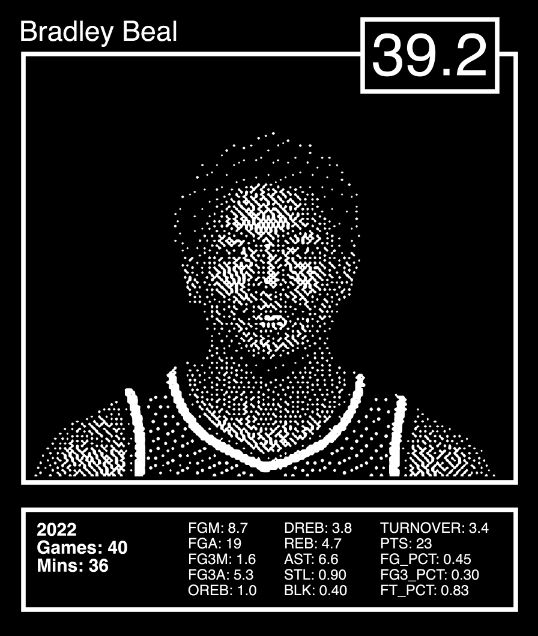 Bradley Beal
39.2
2022
Games: 40
Mins: 36
FGM: 8.7
FGA: 19
FG3M: 1.6
FG3A: 5.3
OREB: 1.0
DREB: 3.8
REB: 4.7
AST: 6.6
STL: 0.90
BLK: 0.40
TURNOVER: 3.4
PTS: 23
FG_PCT: 0.45
FG3_PCT: 0.30
FT_PCT: 0.83